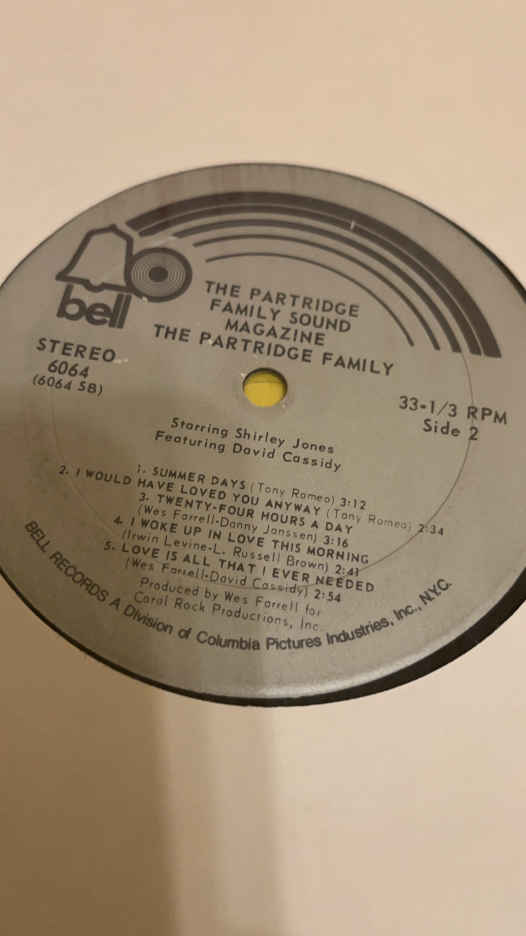 bell
THE PARTRIDGE
FAMILY SOUND
MAGAZINE
THE PARTRIDGE FAMILY
STEREO
6064
(6064 SB)
33-1/3 RPM
Side 2
Starring Shirley Jones
Featuring David Cassidy
1. SUMMER DAYS (Tony Romeo) 3:12
2. I WOULD HAVE LOVED YOU ANYWAY (Tony Romeo) 2:34
3. TWENTY-FOUR HOURS A DAY
(Wes Farrell-Danny Janssen) 3:16
4. I WOKE UP IN LOVE THIS MORNING
(Irwin Levine-L. Russell Brown) 2:41
5. LOVE IS ALL THAT I EVER NEEDED
(Wes Farrell-David Cassidy) 2:54
Produced by Wes Farrell for
Coral Rock Productions, Inc.
BELL RECORDS A Division of Columbia Pictures Industries, Inc., N.Y.C.